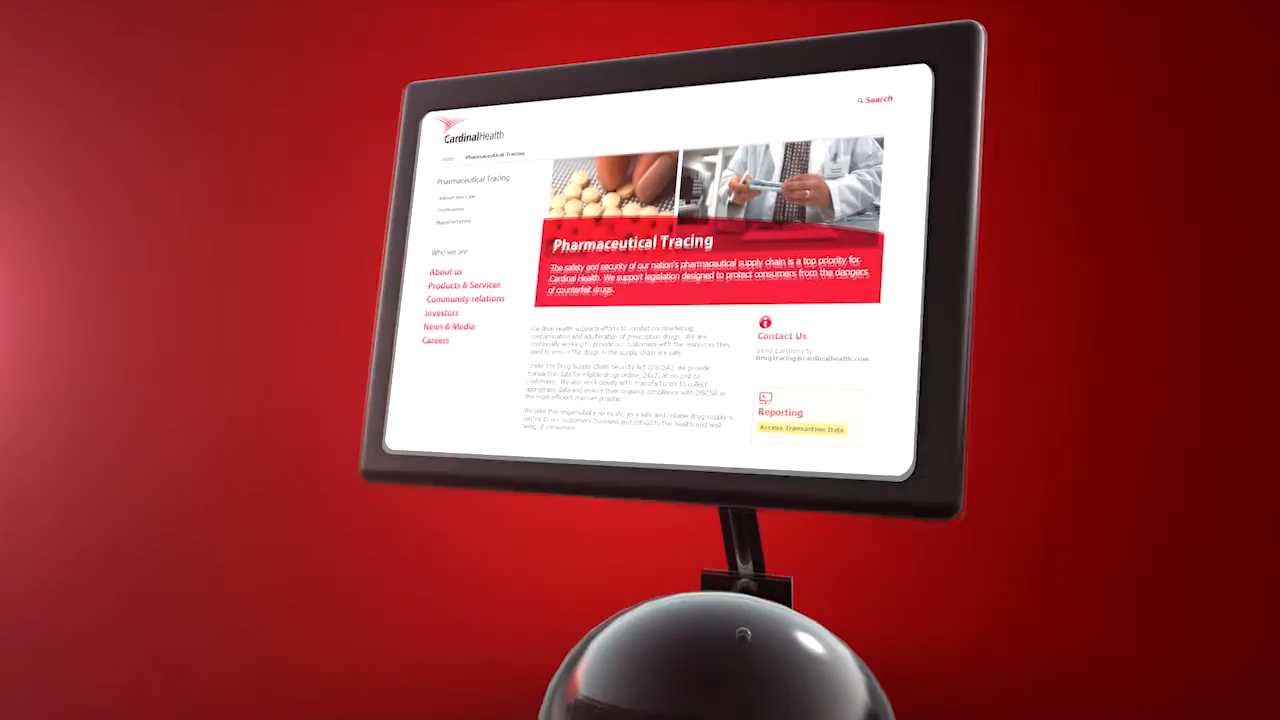 Search
CardinalHealth
Pharmaceutical Tracing
Pharmaceutical Tracing
About the Law
Customers
Manufacturers
Who we are
About us
Products & Services
Community relations
Investors
News & Media
Careers
Pharmaceutical Tracing
The safety and security of our nation's pharmaceutical supply chain is a top priority for
Cardinal Health. We support legislation designed to protect consumers from the dangers
of counterfeit drugs.
Cardinal Health supports efforts to combat counterfeiting,
contamination and adulteration of prescription drugs. We are
continually working to provide our customers with the resources they
need to ensure the drugs in the supply chain are safe.
Under the Drug Supply Chain Security Act (DSCSA), we provide
transaction data for eligible drugs online, 24x7, at no cost to
customers. We also work closely with manufacturers to collect
appropriate data and ensure their ongoing compliance with DSCSA in
the most efficient manner possible.
We take this responsibility seriously, as a safe and reliable drug supply is
central to our customers' business and critical to the health and well-
being of consumers.
Contact Us
Send questions to
DrugTracing@cardinalhealth.com
Reporting
Access Transaction Data